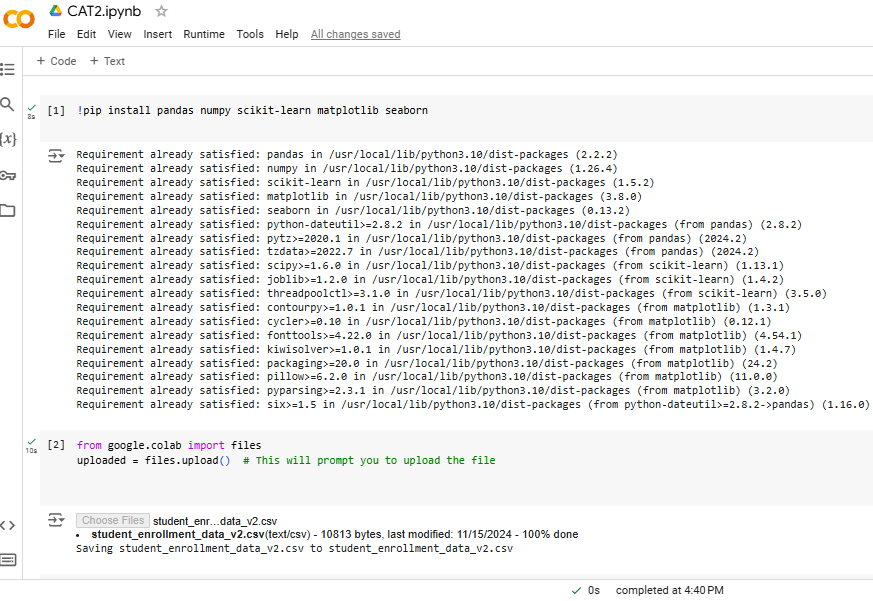 CAT2.ipynb
File Edit View Insert Runtime Tools Help All changes saved
+ Code + Text
8s [1] !pip install pandas numpy scikit-learn matplotlib seaborn
Requirement already satisfied: pandas in /usr/local/lib/python3.10/dist-packages (2.2.2)
Requirement already satisfied: numpy in /usr/local/lib/python3.10/dist-packages (1.26.4)
Requirement already satisfied: scikit-learn in /usr/local/lib/python3.10/dist-packages (1.5.2)
Requirement already satisfied: matplotlib in /usr/local/lib/python3.10/dist-packages (3.8.0)
Requirement already satisfied: seaborn in /usr/local/lib/python3.10/dist-packages (0.13.2)
Requirement already satisfied: python-dateutil>=2.8.2 in /usr/local/lib/python3.10/dist-packages (from pandas) (2.8.2)
Requirement already satisfied: pytz>=2020.1 in /usr/local/lib/python3.10/dist-packages (from pandas) (2024.2)
Requirement already satisfied: tzdata>=2022.7 in /usr/local/lib/python3.10/dist-packages (from pandas) (2024.2)
Requirement already satisfied: scipy>=1.6.0 in /usr/local/lib/python3.10/dist-packages (from scikit-learn) (1.13.1)
Requirement already satisfied: joblib>=1.2.0 in /usr/local/lib/python3.10/dist-packages (from scikit-learn) (1.4.2)
Requirement already satisfied: threadpoolctl>=3.1.0 in /usr/local/lib/python3.10/dist-packages (from scikit-learn) (3.5.0)
Requirement already satisfied: contourpy>=1.0.1 in /usr/local/lib/python3.10/dist-packages (from matplotlib) (1.3.1)
Requirement already satisfied: cycler>=0.10 in /usr/local/lib/python3.10/dist-packages (from matplotlib) (0.12.1)
Requirement already satisfied: fonttools>=4.22.0 in /usr/local/lib/python3.10/dist-packages (from matplotlib) (4.54.1)
Requirement already satisfied: kiwisolver>=1.0.1 in /usr/local/lib/python3.10/dist-packages (from matplotlib) (1.4.7)
Requirement already satisfied: packaging>=20.0 in /usr/local/lib/python3.10/dist-packages (from matplotlib) (24.2)
Requirement already satisfied: pillow>=6.2.0 in /usr/local/lib/python3.10/dist-packages (from matplotlib) (11.0.0)
Requirement already satisfied: pyparsing>=2.3.1 in /usr/local/lib/python3.10/dist-packages (from matplotlib) (3.2.0)
Requirement already satisfied: six>=1.5 in /usr/local/lib/python3.10/dist-packages (from python-dateutil>=2.8.2->pandas) (1.16.0)
10s [2] from google.colab import files
uploaded = files.upload() # This will prompt you to upload the file
Choose Files student_enr...data_v2.csv
• student_enrollment_data_v2.csv(text/csv) - 10813 bytes, last modified: 11/15/2024 - 100% done
Saving student_enrollment_data_v2.csv to student_enrollment_data_v2.csv
0s completed at 4:40 PM